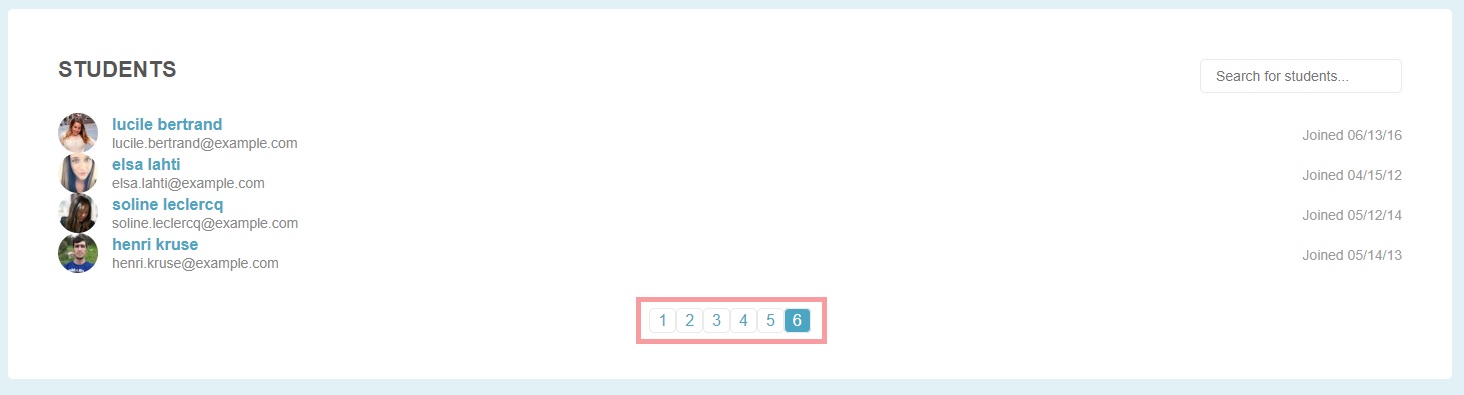 STUDENTS
Search for students...
lucile bertrand
lucile.bertrand@example.com
Joined 06/13/16
elsa lahti
elsa.lahti@example.com
Joined 04/15/12
soline leclercq
soline.leclercq@example.com
Joined 05/12/14
henri kruse
henri.kruse@example.com
Joined 05/14/13
1 2 3 4 5 6